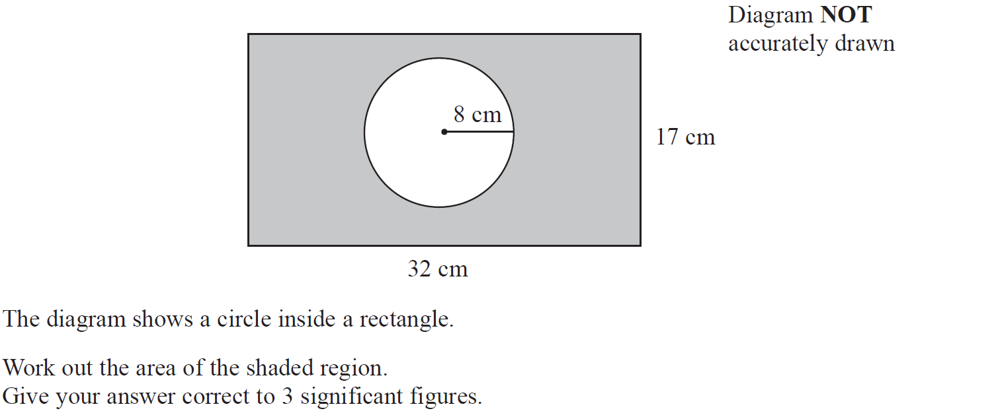 Diagram NOT
accurately drawn
8 cm
17 cm
32 cm
The diagram shows a circle inside a rectangle.
Work out the area of the shaded region.
Give your answer correct to 3 significant figures.